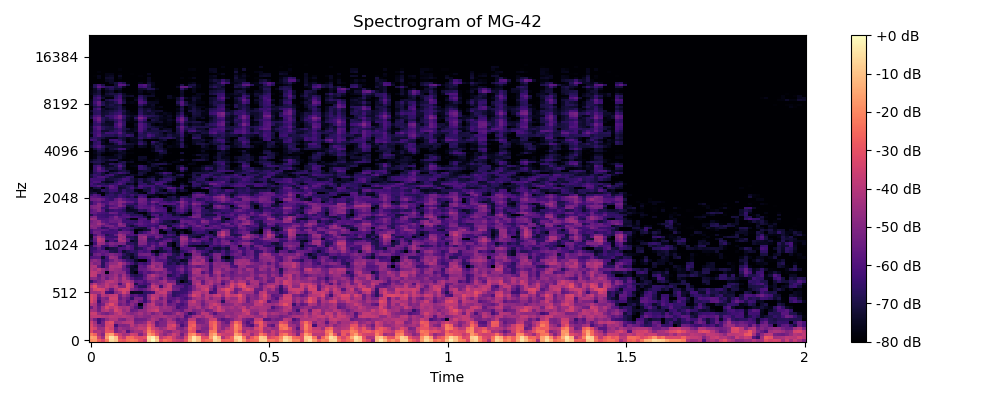 Spectrogram of MG-42
Hz
16384
8192
4096
2048
1024
512
0
0
0.5
1
1.5
2
Time
+0 dB
-10 dB
-20 dB
-30 dB
-40 dB
-50 dB
-60 dB
-70 dB
-80 dB